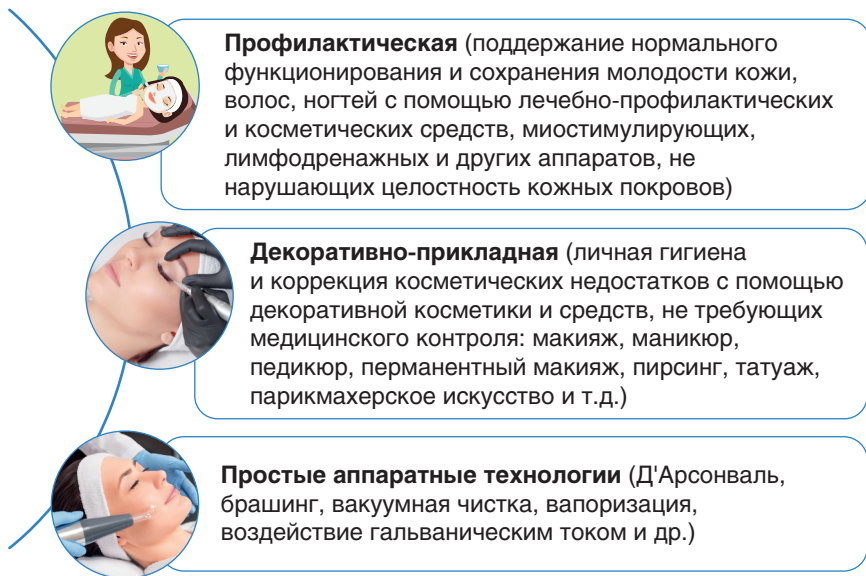 Профилактическая (поддержание нормального
функционирования и сохранения молодости кожи,
волос, ногтей с помощью лечебно-профилактических
и косметических средств, миостимулирующих,
лимфодренажных и других аппаратов, не
нарушающих целостность кожных покровов)
Декоративно-прикладная (личная гигиена
и коррекция косметических недостатков с помощью
декоративной косметики и средств, не требующих
медицинского контроля: макияж, маникюр,
педикюр, перманентный макияж, пирсинг, татуаж,
парикмахерское искусство и т.д.)
Простые аппаратные технологии (Д'Арсонваль,
брашинг, вакуумная чистка, вапоризация,
воздействие гальваническим током и др.)